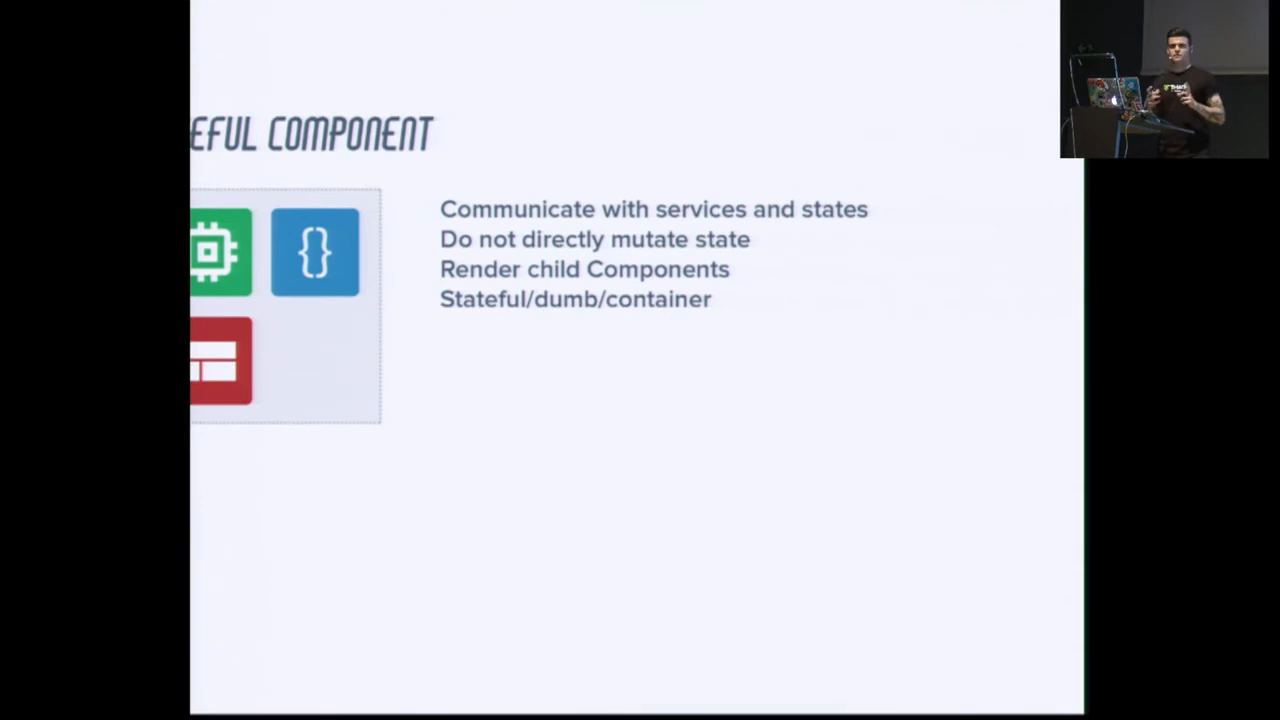 EFUL COMPONENT
Communicate with services and states
Do not directly mutate state
Render child Components
Stateful/dumb/container